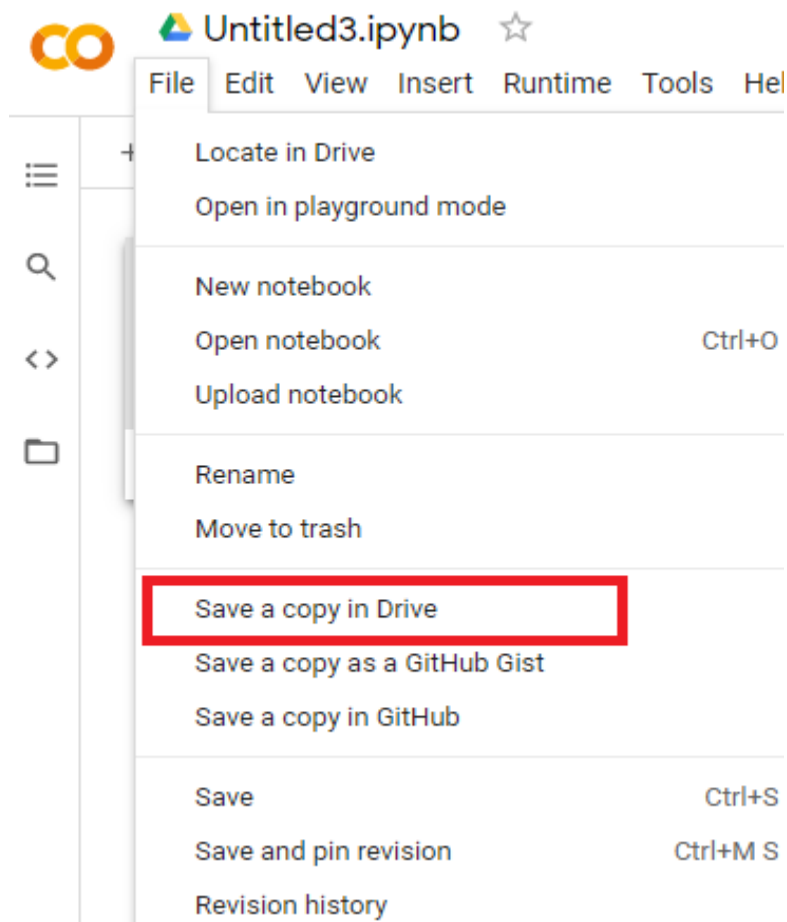 Untitled3.ipynb
File Edit View Insert Runtime Tools Hel
Locate in Drive
Open in playground mode
New notebook
Open notebook Ctrl+O
Upload notebook
Rename
Move to trash
Save a copy in Drive
Save a copy as a GitHub Gist
Save a copy in GitHub
Save Ctrl+S
Save and pin revision Ctrl+M S
Revision history